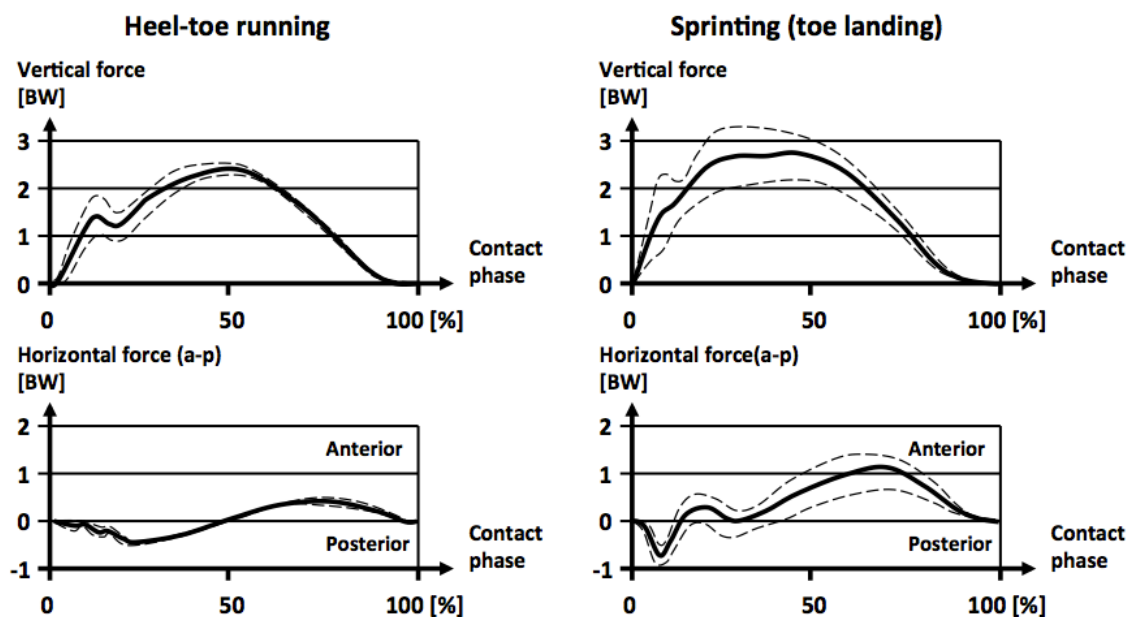 Heel-toe running
Vertical force
[BW]
3
2
1
0
Contact
phase
0 50 100 [%]
Horizontal force (a-p)
[BW]
2
Anterior
1
0
Posterior
Contact
phase
-1
0 50 100 [%]
Sprinting (toe landing)
Vertical force
[BW]
3
2
1
0
Contact
phase
0 50 100 [%]
Horizontal force(a-p)
[BW]
2
Anterior
1
0
Posterior
Contact
phase
-1
0 50 100 [%]